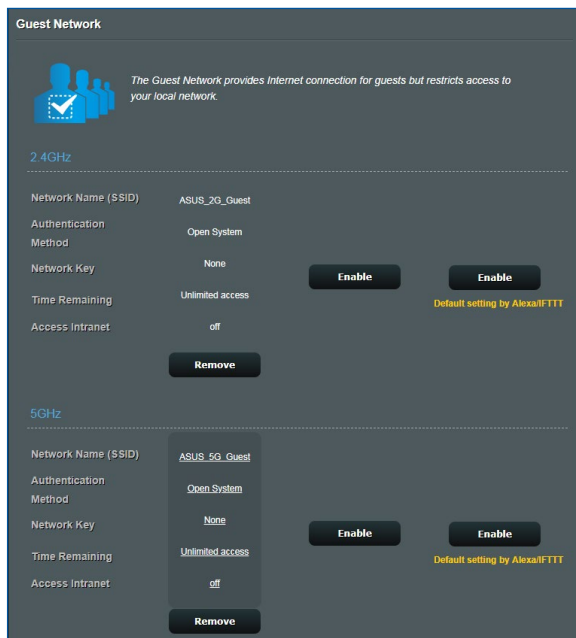 Guest Network
The Guest Network provides Internet connection for guests but restricts access to
your local network.
2.4GHz
Network Name (SSID)
ASUS_2G_Guest
Authentication
Method
Open System
Network Key
None
Enable
Enable
Time Remaining
Unlimited access
Default setting by Alexa/IFTTT
Access Intranet
off
Remove
5GHz
Network Name (SSID)
ASUS_5G_Guest
Authentication
Method
Open System
Network Key
None
Enable
Enable
Time Remaining
Unlimited access
Default setting by Alexa/IFTTT
Access Intranet
off
Remove